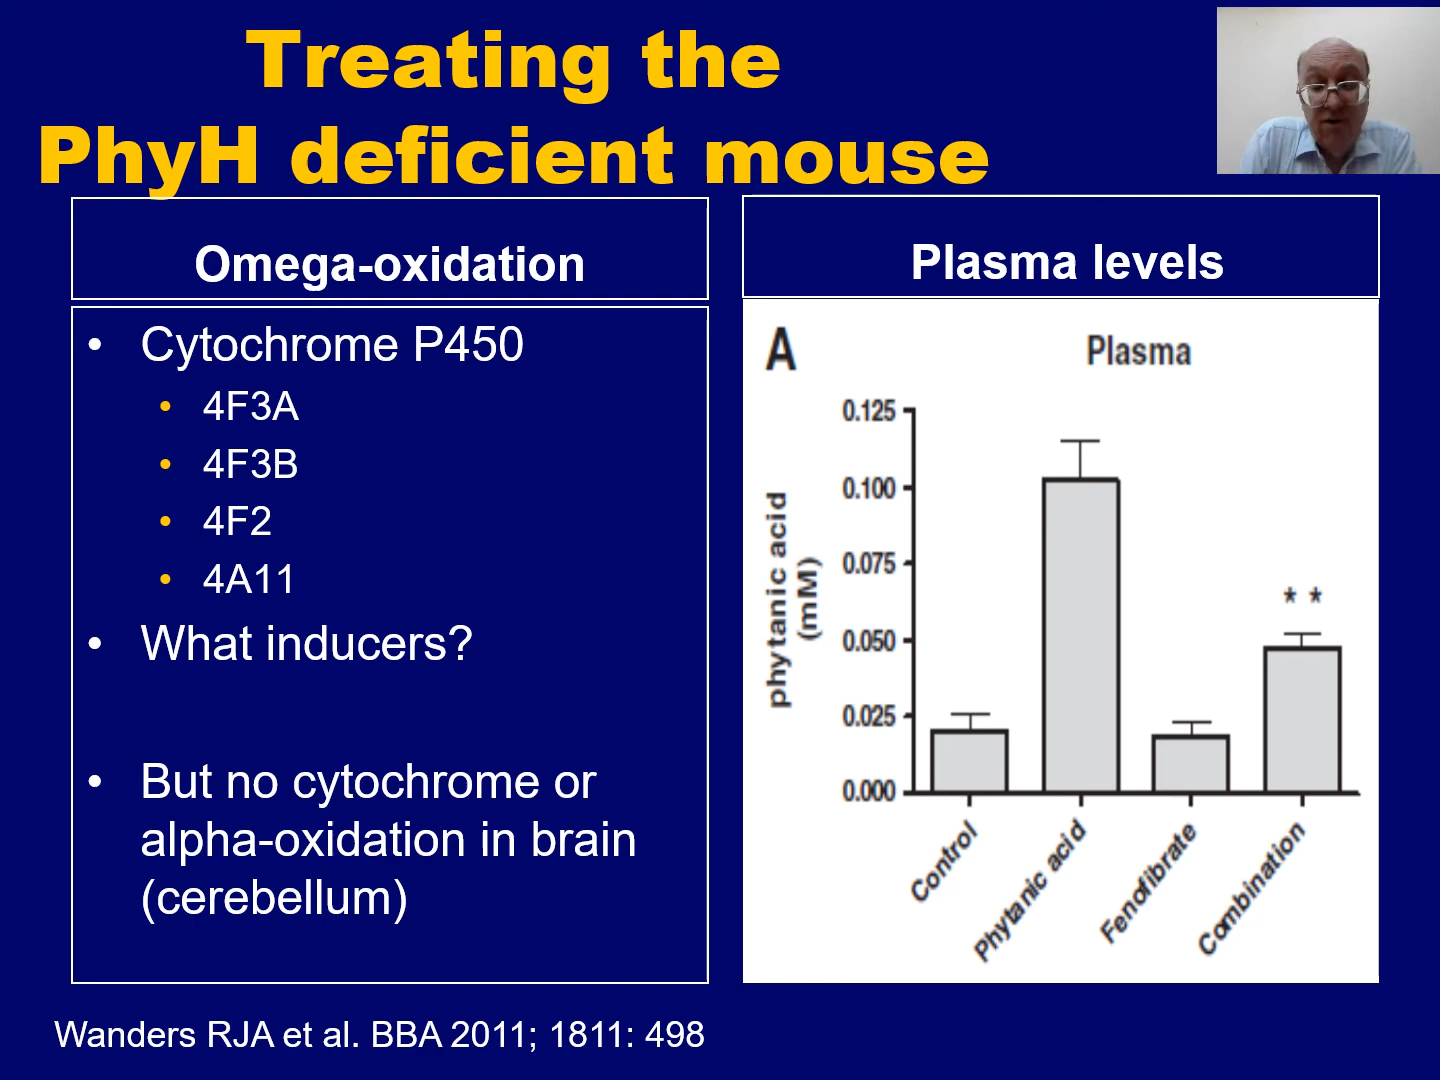 Treating the
PhyH deficient mouse
Omega-oxidation
• Cytochrome P450
• 4F3A
• 4F3B
• 4F2
• 4A11
• What inducers?
• But no cytochrome or
alpha-oxidation in brain
(cerebellum)
Plasma levels
A
Plasma
phytanic acid
(mM)
0.125
0.100
0.075
0.050
0.025
0.000
* *
Control
Phytanic acid
Fenofibrate
Combination
Wanders RJA et al. BBA 2011; 1811: 498